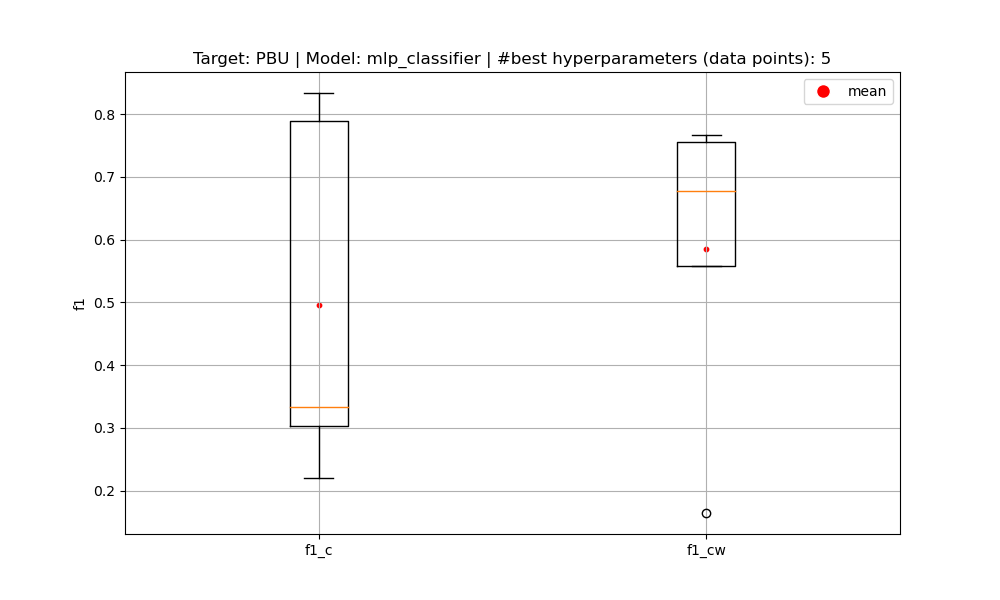 Target: PBU | Model: mlp_classifier | #best hyperparameters (data points): 5
mean
0.8
0.7
0.6
0.5
0.4
0.3
0.2
f1
f1_c
f1_cw